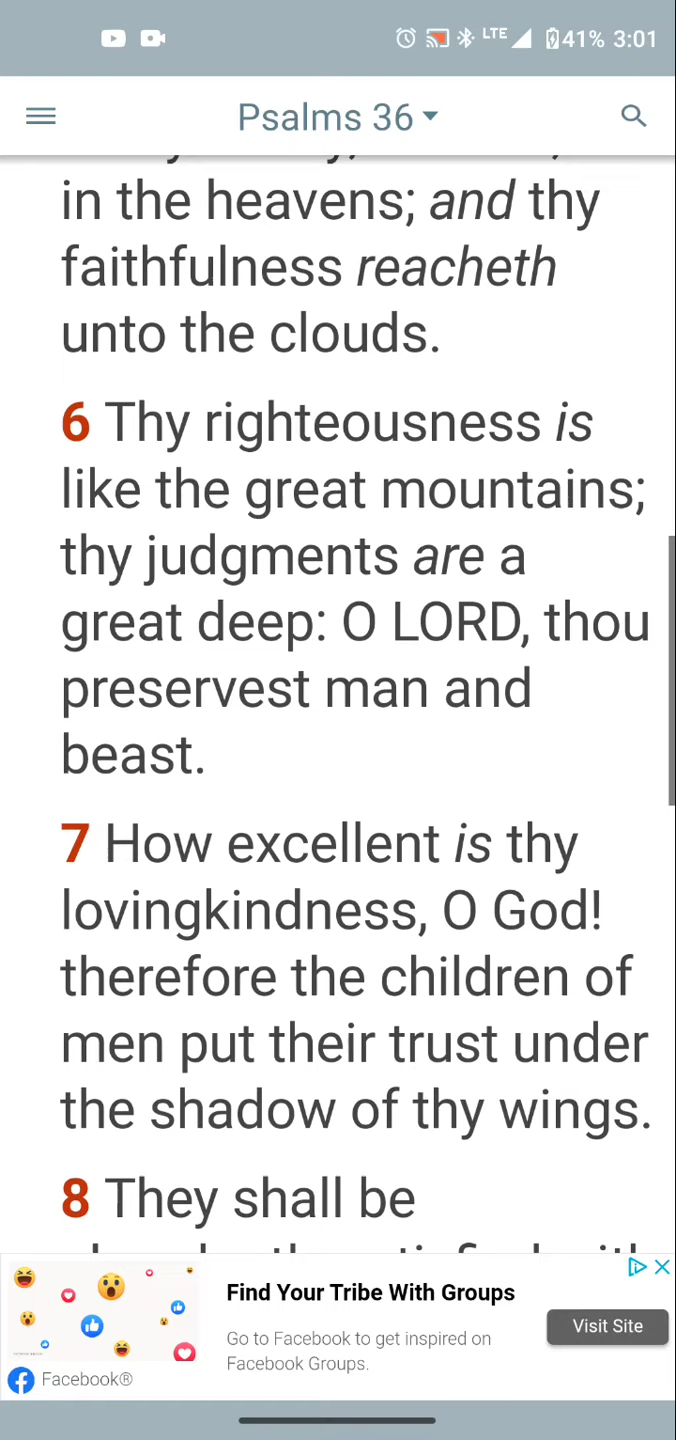 LTE 41% 3:01
Psalms 36
in the heavens; and thy
faithfulness reacheth
unto the clouds.
6 Thy righteousness is
like the great mountains;
thy judgments are a
great deep: O LORD, thou
preservest man and
beast.
7 How excellent is thy
lovingkindness, O God!
therefore the children of
men put their trust under
the shadow of thy wings.
8 They shall be
Find Your Tribe With Groups
Go to Facebook to get inspired on
Facebook Groups.
Visit Site
Facebook®